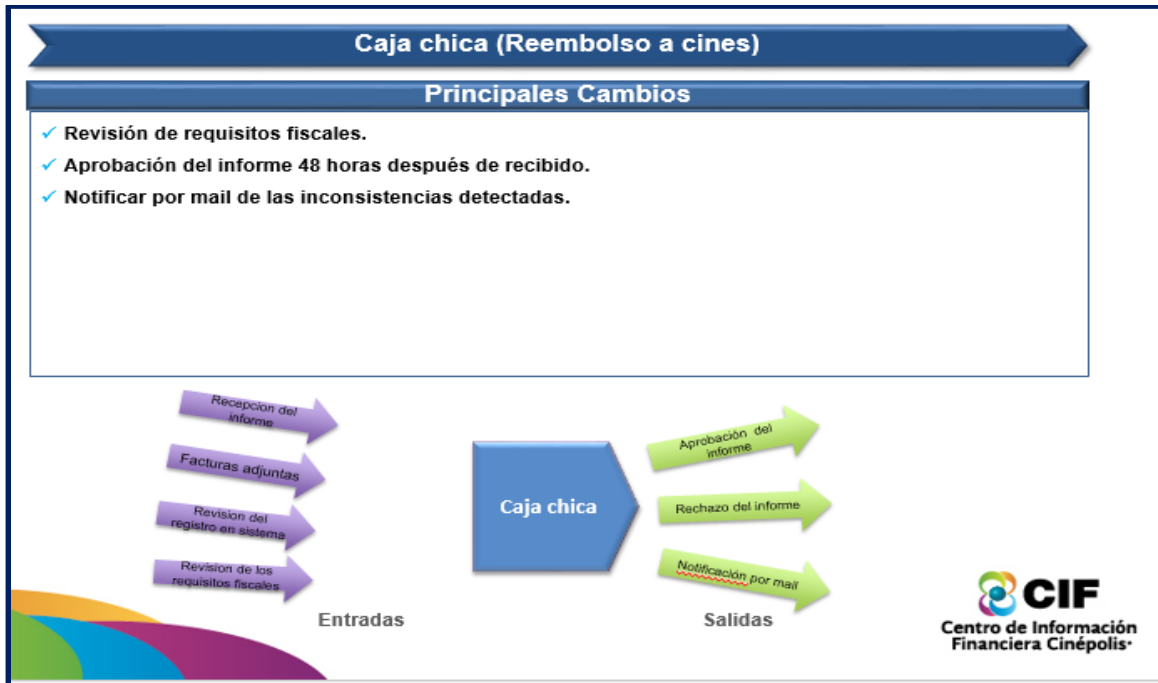 Caja chica (Reembolso a cines)
Principales Cambios
✓ Revisión de requisitos fiscales.
✓ Aprobación del informe 48 horas después de recibido.
✓ Notificar por mail de las inconsistencias detectadas.
Recepcion del
informe
Facturas adjuntas
Revision del
registro en sistema
Revision de los
requisitos fiscales
Entradas
Caja chica
Aprobación del
informe
Rechazo del informe
Notificación por mail
Salidas
CIF
Centro de Información
Financiera Cinépolis